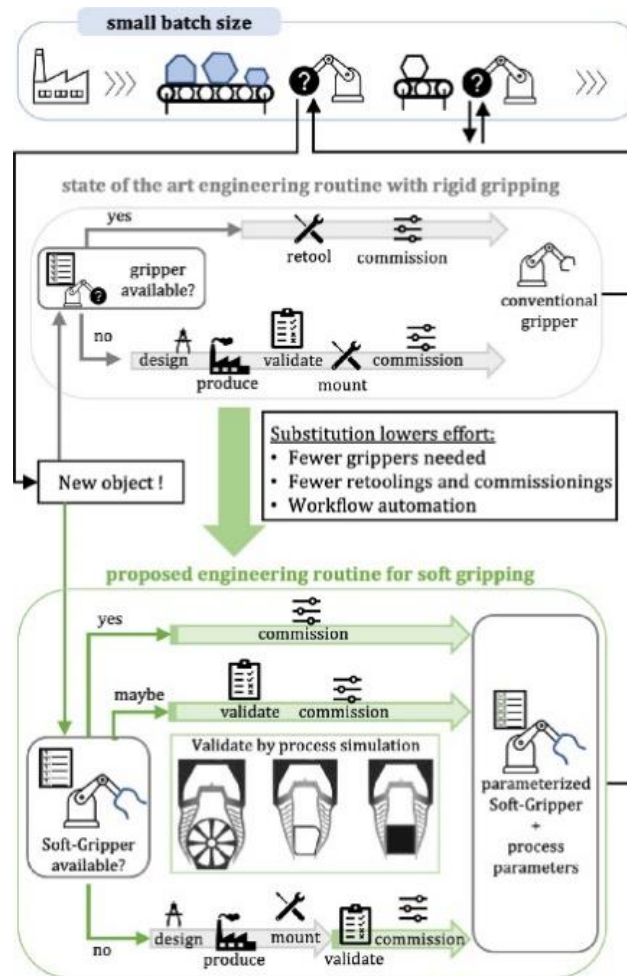 small batch size
?
?
state of the art engineering routine with rigid gripping
yes
retool
commission
gripper
available?
?
conventional
gripper
no
design
produce
validate
mount
commission
Substitution lowers effort:
• Fewer grippers needed
• Fewer retoolings and commissionings
• Workflow automation
New object !
proposed engineering routine for soft gripping
yes
commission
maybe
validate
commission
Validate by process simulation
Soft-Gripper
available?
parameterized
Soft-Gripper
+
process
parameters
no
design
produce
mount
validate
commission